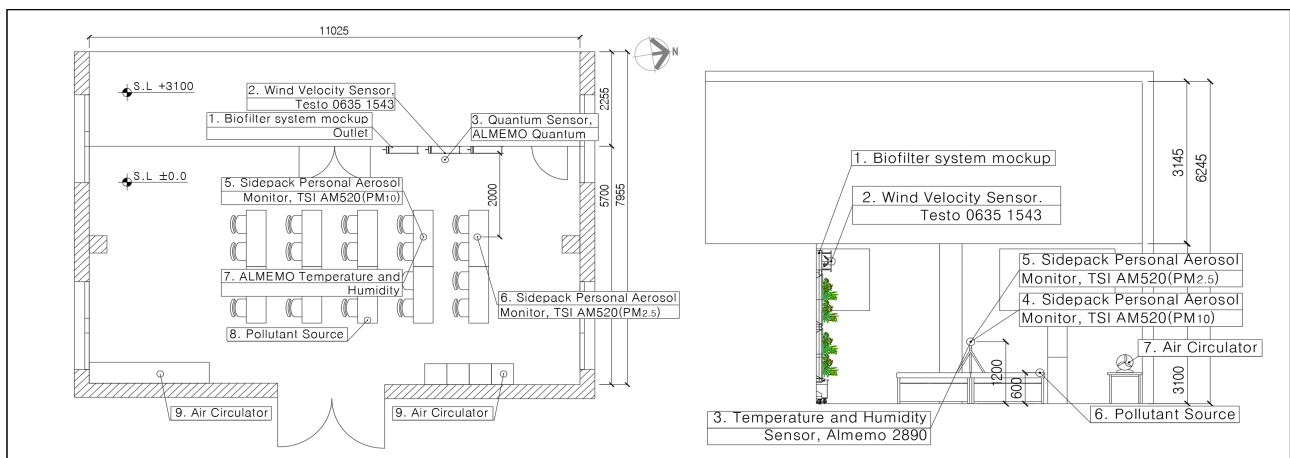 11025
N
S.L +3100
2. Wind Velocity Sensor,
Testo 0635 1543
1. Biofilter system mockup
Outlet
3. Quantum Sensor,
ALMEMO Quantum
2255
S.L ±0.0
5. Sidepack Personal Aerosol
Monitor, TSI AM520(PM10)
2000
5700
7955
7. ALMEMO Temperature and
Humidity
6. Sidepack Personal Aerosol
Monitor, TSI AM520(PM2.5)
8. Pollutant Source
9. Air Circulator
9. Air Circulator
1. Biofilter system mockup
2. Wind Velocity Sensor.
Testo 0635 1543
3145
6245
5. Sidepack Personal Aerosol
Monitor, TSI AM520(PM2.5)
4. Sidepack Personal Aerosol
Monitor, TSI AM520(PM10)
7. Air Circulator
1200
600
3100
3. Temperature and Humidity
Sensor, Almemo 2890
6. Pollutant Source